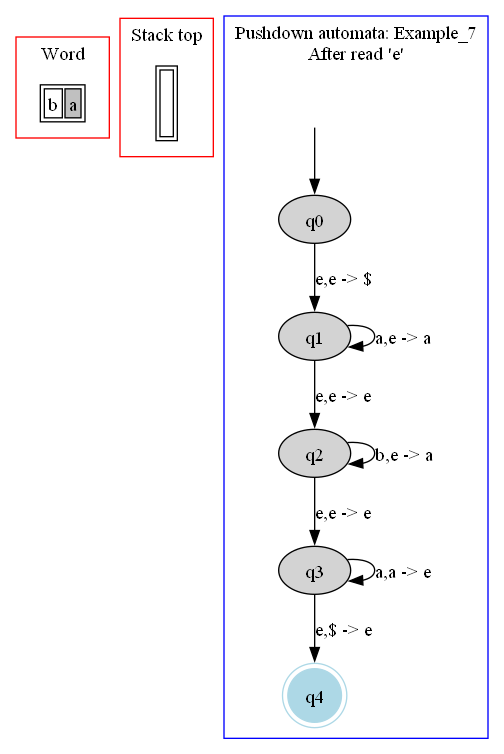 Word
b a
Stack top
Pushdown automata: Example_7
After read 'e'
q0
e,e -> $
q1
a,e -> a
e,e -> e
q2
b,e -> a
e,e -> e
q3
a,a -> e
e,$ -> e
q4